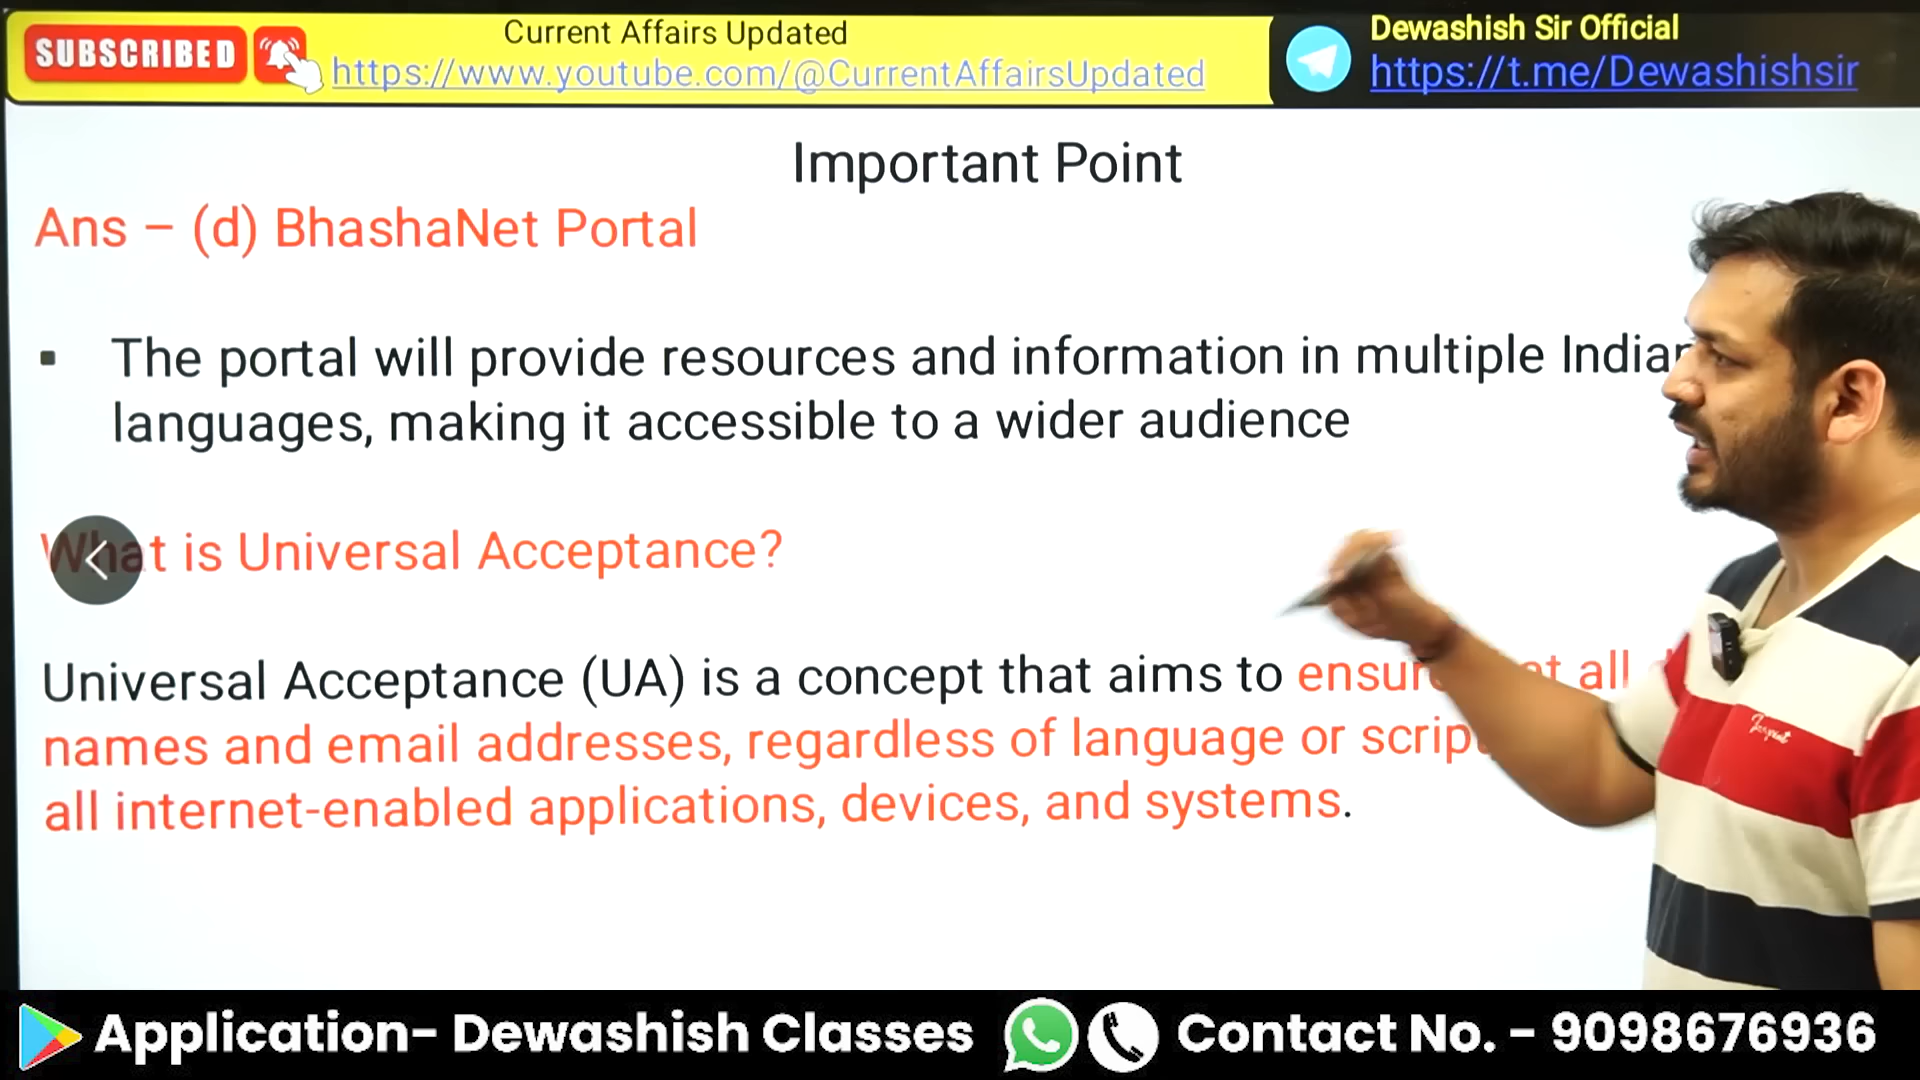 SUBSCRIBED
Current Affairs Updated
https://www.youtube.com/@CurrentAffairsUpdated
Dewashish Sir Official
https://t.me/Dewashishsir
Important Point
Ans – (d) BhashaNet Portal
▪ The portal will provide resources and information in multiple Indian
languages, making it accessible to a wider audience
What is Universal Acceptance?
Universal Acceptance (UA) is a concept that aims to all
names and email addresses, regardless of language or script
all internet-enabled applications, devices, and systems.
Application- Dewashish Classes
Contact No. - 9098676936